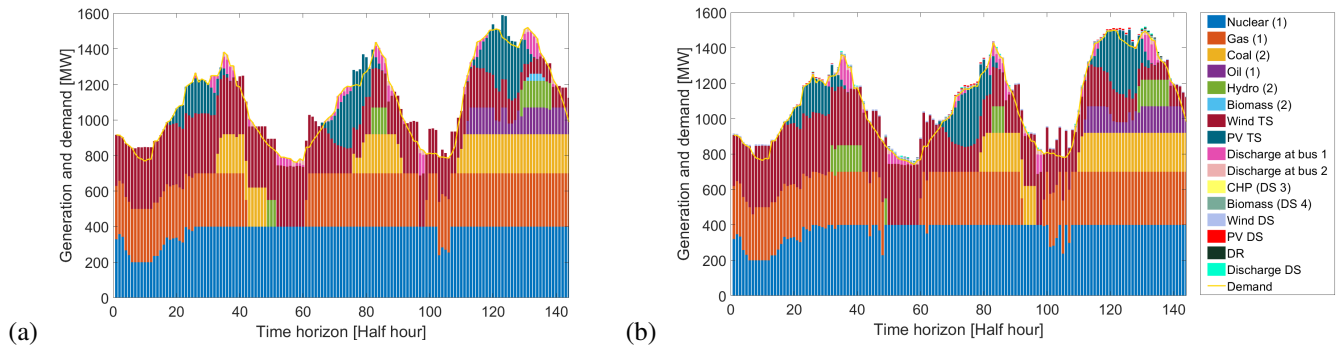 Generation and demand [MW]
1600
1400
1200
1000
800
600
400
200
0
0 20 40 60 80 100 120 140
Time horizon [Half hour]
(a)
Generation and demand [MW]
1600
1400
1200
1000
800
600
400
200
0
0 20 40 60 80 100 120 140
Time horizon [Half hour]
(b)
Nuclear (1)
Gas (1)
Coal (2)
Oil (1)
Hydro (2)
Biomass (2)
Wind TS
PV TS
Discharge at bus 1
Discharge at bus 2
CHP (DS 3)
Biomass (DS 4)
Wind DS
PV DS
DR
Discharge DS
Demand